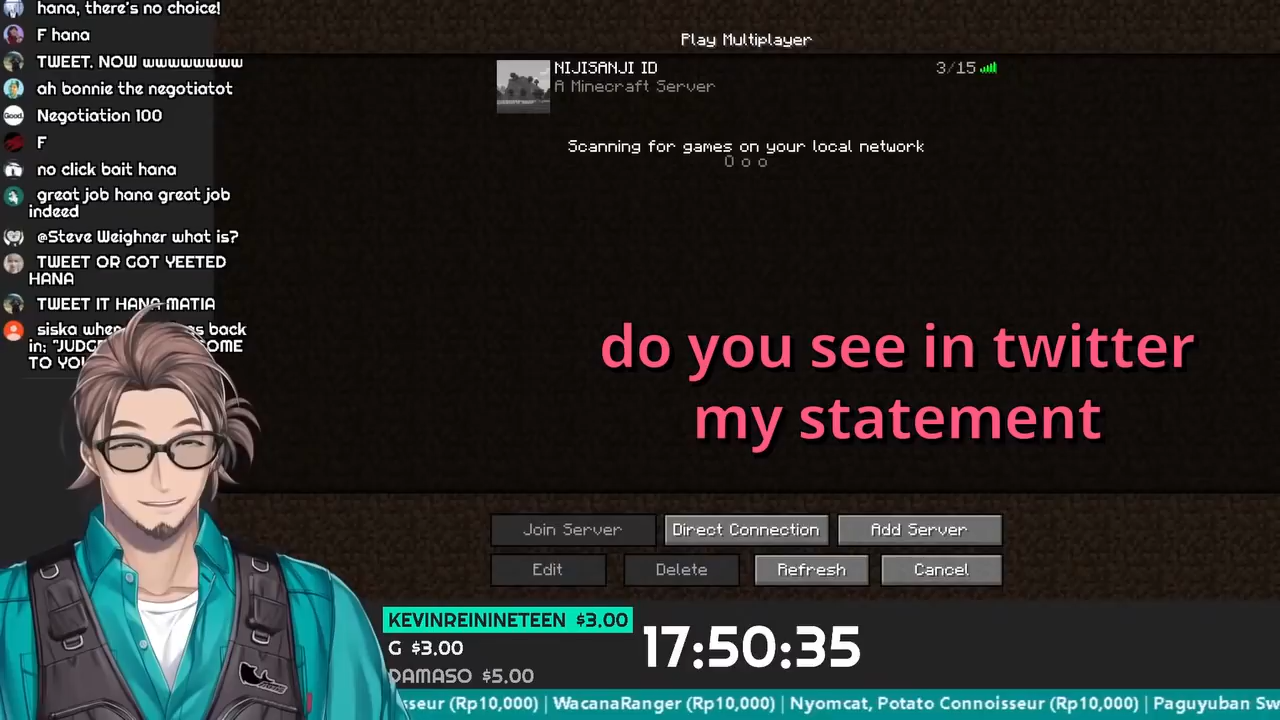 hana, there's no choice!
F hana
TWEET. NOW wwwwwwww
ah bonnie the negotiatot
Good.
Negotiation 100
F
no click bait hana
great job hana great job
indeed
@Steve Weighner what is?
TWEET OR GOT YEETED
HANA
TWEET IT HANA MATIA
siska when back
in; "JUDGE OME
TO YOU
Play Multiplayer
NIJISANJI ID
3/15
A Minecraft Server
Scanning for games on your local network
O o o
do you see in twitter
my statement
Join Server
Direct Connection
Add Server
Edit
Delete
Refresh
Cancel
KEVINREININETEEN $3.00
G $3.00
DAMASO $5.00
17:50:35
sseur (Rp10,000) | WacanaRanger (Rp10,000) | Nyomcat, Potato Connoisseur (Rp10,000) | Paguyuban Sw